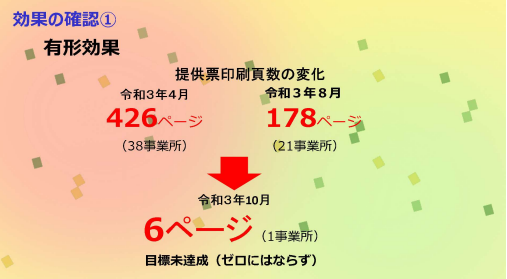 効果の確認①
有形効果
提供票印刷頁数の変化
令和3年4月 令和３年８月
426ページ 178ページ
（38事業所） （21事業所）
令和３年10月
6ページ（1事業所）
目標未達成（ゼロにはならず）